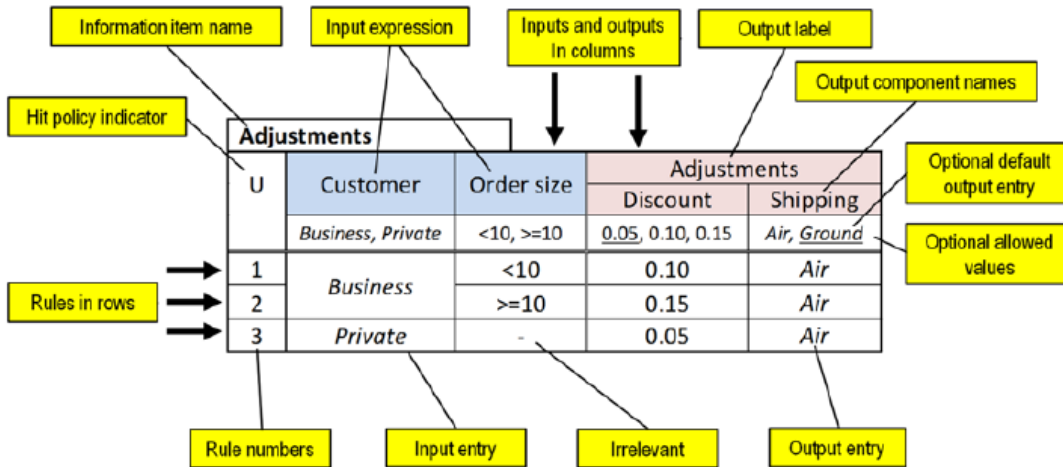 Information item name
Input expression
Inputs and outputs
In columns
Output label
Output component names
Hit policy indicator
Adjustments
U
Customer
Order size
Adjustments
Discount
Shipping
Optional default
output entry
Business, Private
<10, >=10
0.05, 0.10, 0.15
Air, Ground
Optional allowed
values
Rules in rows
1
Business
<10
0.10
Air
2
>=10
0.15
Air
3
Private
-
0.05
Air
Rule numbers
Input entry
Irrelevant
Output entry